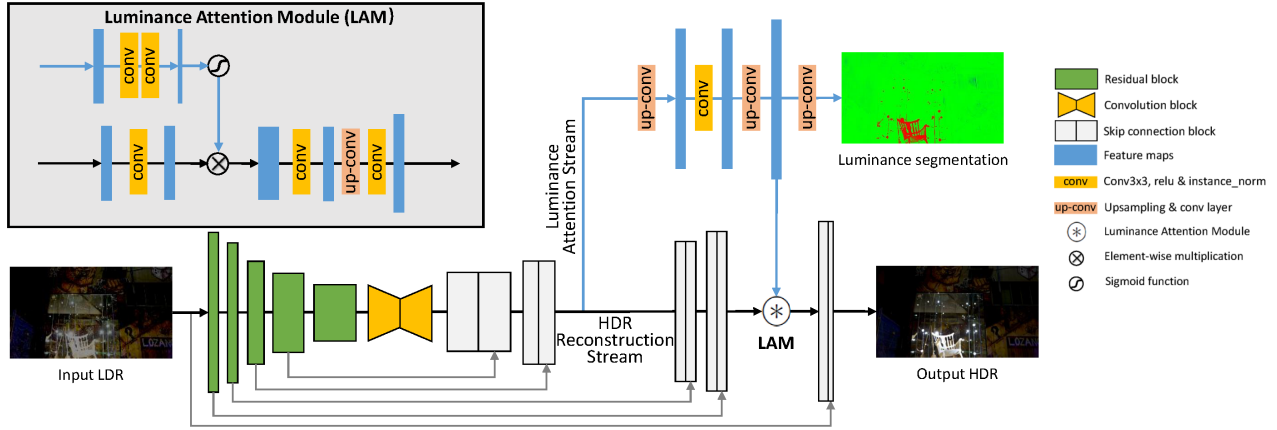 Luminance Attention Module (LAM)
conv
conv
conv
conv
up-conv
conv
Luminance
Attention Stream
up-conv
conv
up-conv
up-conv
Luminance segmentation
Residual block
Convolution block
Skip connection block
Feature maps
conv
Conv3x3, relu & instance_norm
up-conv
Upsampling & conv layer
Luminance Attention Module
Element-wise multiplication
Sigmoid function
Input LDR
HDR
Reconstruction
Stream
LAM
Output HDR
LOZAN